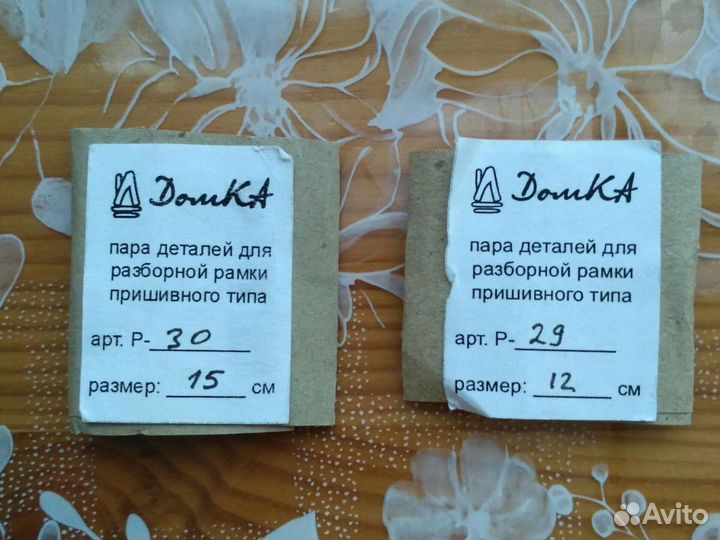 ДомКА
пара деталей для
разборной рамки
пришивного типа
арт. Р- 30
размер: 15 см
ДомКА
пара деталей для
разборной рамки
пришивного типа
арт. Р- 29
размер: 12 см
Avito